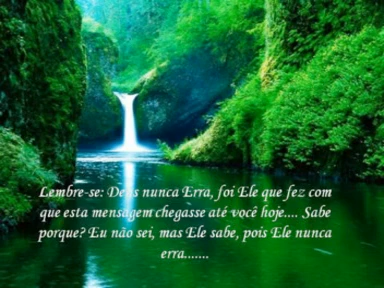 Lembre-se: Deus nunca Erra, foi Ele que fez com
que esta mensagem chegasse até você hoje.... Sabe
porque? Eu não sei, mas Ele sabe, pois Ele nunca
erra.......